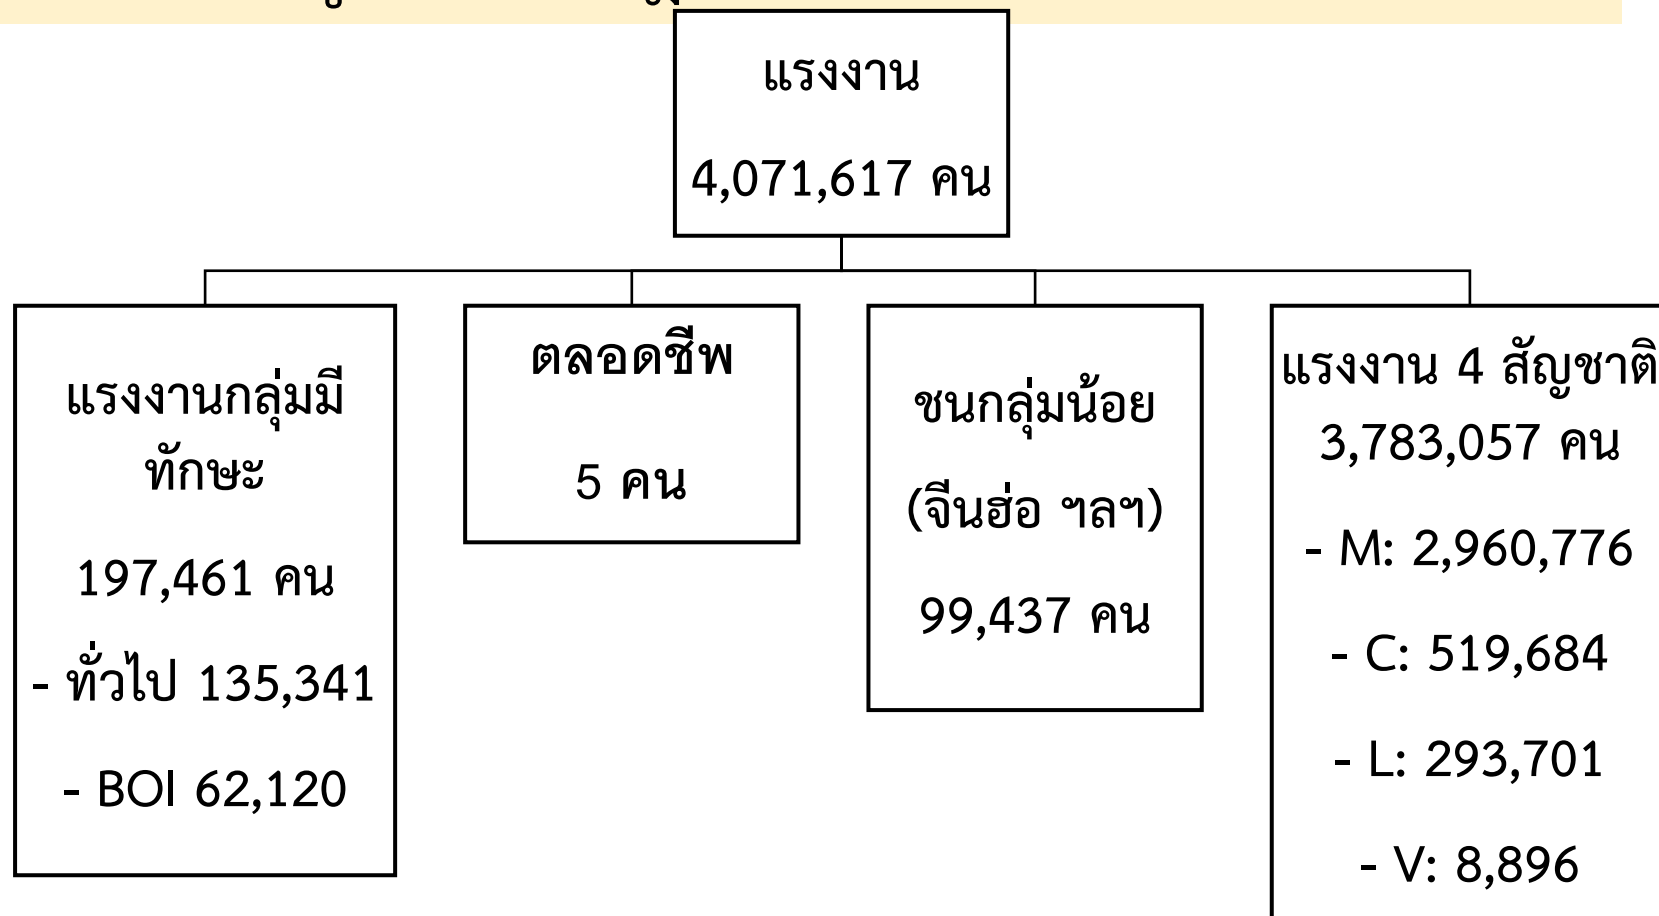 แรงงาน
4,071,617 คน
แรงงานกลุ่มมี
ทักษะ
197,461 คน
- ทั่วไป 135,341
- BOI 62,120
ตลอดชีพ
5 คน
ชนกลุ่มน้อย
(จีนฮ่อ ฯลฯ)
99,437 คน
แรงงาน 4 สัญชาติ
3,783,057 คน
- M: 2,960,776
- C: 519,684
- L: 293,701
- V: 8,896